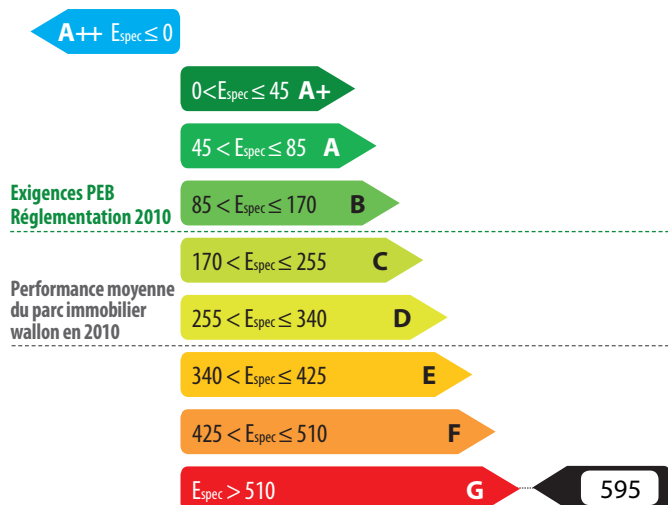 A++ Espec ≤ 0
0<Espec ≤ 45 A+
45 < Espec ≤ 85 A
Exigences PEB
Réglementation 2010
85 < Espec ≤ 170 B
170 < Espec ≤ 255 C
Performance moyenne
du parc immobilier
wallon en 2010
255 < Espec ≤ 340 D
340 < Espec ≤ 425 E
425 < Espec ≤ 510 F
Espec > 510 G
595